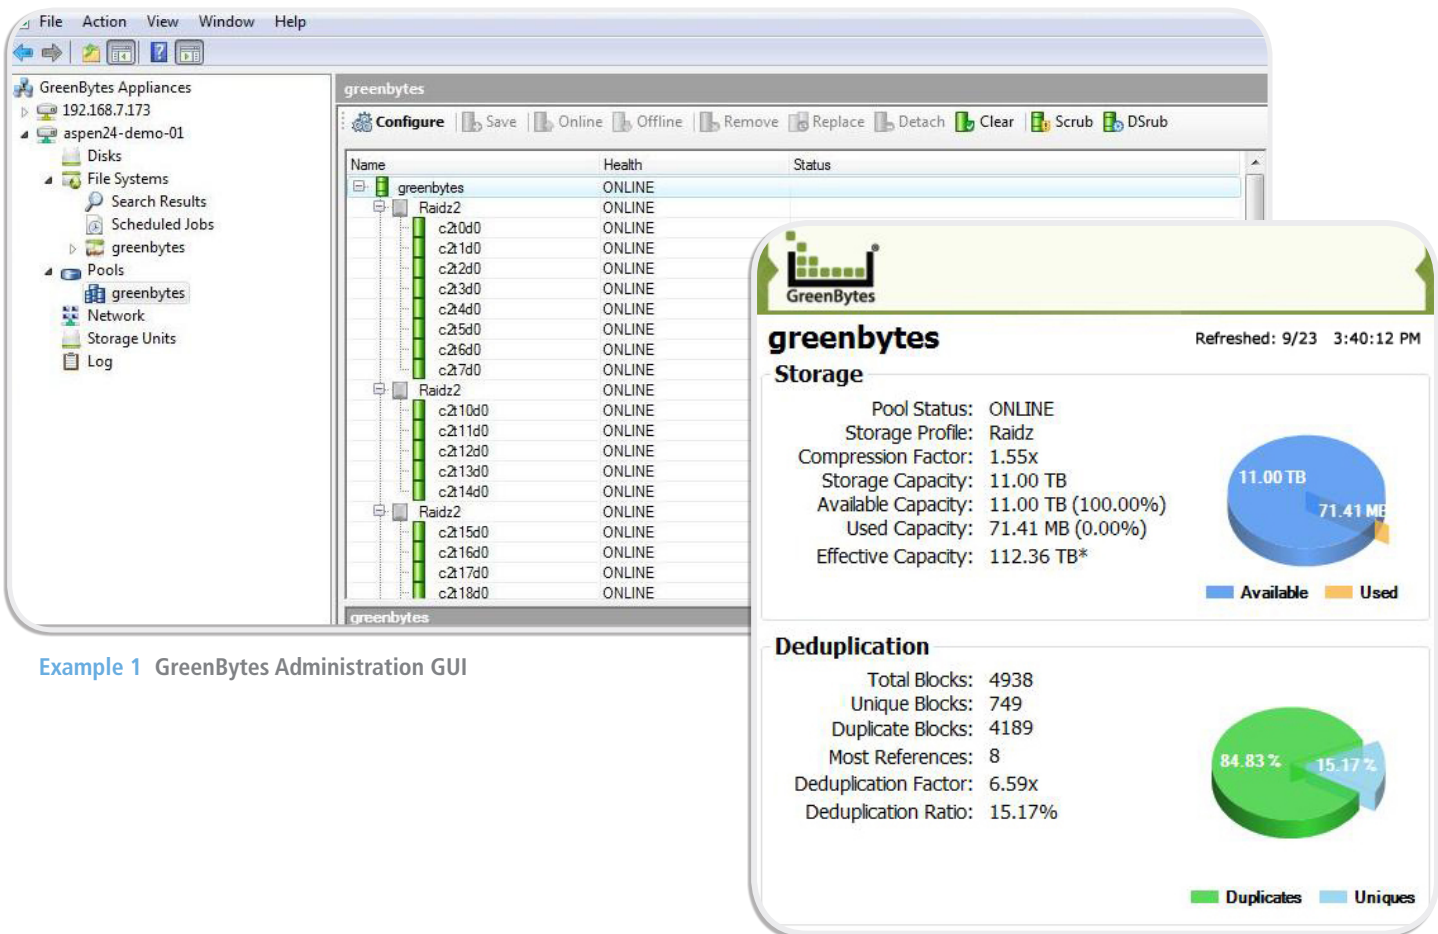 File Action View Window Help
GreenBytes Appliances
192.168.7.173
aspen24-demo-01
Disks
File Systems
Search Results
Scheduled Jobs
greenbytes
Pools
greenbytes
Network
Storage Units
Log
greenbytes
Configure Save Online Offline Remove Replace Detach Clear Scrub DSrub
Name Health Status
greenbytes ONLINE
Raidz2 ONLINE
c2t0d0 ONLINE
c2t1d0 ONLINE
c2t2d0 ONLINE
c2t3d0 ONLINE
c2t4d0 ONLINE
c2t5d0 ONLINE
c2t6d0 ONLINE
c2t7d0 ONLINE
Raidz2 ONLINE
c2t10d0 ONLINE
c2t11d0 ONLINE
c2t12d0 ONLINE
c2t13d0 ONLINE
c2t14d0 ONLINE
Raidz2 ONLINE
c2t15d0 ONLINE
c2t16d0 ONLINE
c2t17d0 ONLINE
c2t18d0 ONLINE
greenbytes
Example 1 GreenBytes Administration GUI
GreenBytes
greenbytes
Refreshed: 9/23 3:40:12 PM
Storage
Pool Status: ONLINE
Storage Profile: Raidz
Compression Factor: 1.55x
Storage Capacity: 11.00 TB
Available Capacity: 11.00 TB (100.00%)
Used Capacity: 71.41 MB (0.00%)
Effective Capacity: 112.36 TB*
11.00 TB
71.41 MB
Available Used
Deduplication
Total Blocks: 4938
Unique Blocks: 749
Duplicate Blocks: 4189
Most References: 8
Deduplication Factor: 6.59x
Deduplication Ratio: 15.17%
84.83 %
15.17 %
Duplicates Uniques